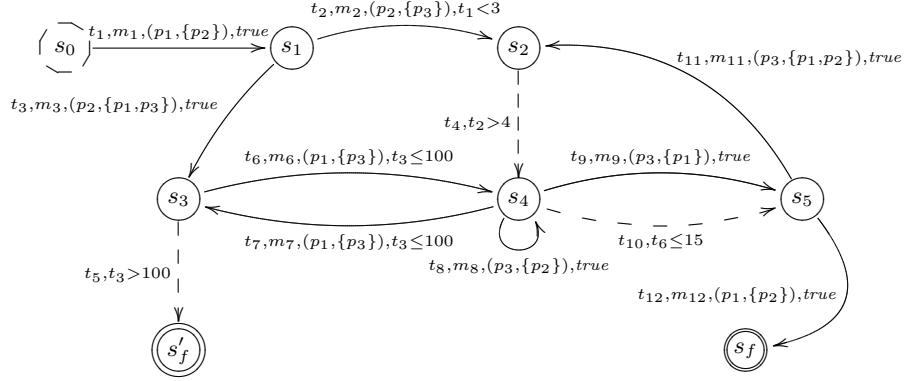 t₂,m₂,(p₂,{p₃}),t₁<3
t₁,m₁,(p₁,{p₂}),true
s₀
s₁
s₂
t₁₁,m₁₁,(p₃,{p₁,p₂}),true
t₃,m₃,(p₂,{p₁,p₃}),true
t₄,t₂>4
t₆,m₆,(p₁,{p₃}),t₃≤100
t₉,m₉,(p₃,{p₁}),true
s₃
s₄
s₅
t₇,m₇,(p₁,{p₃}),t₃≤100
t₁₀,t₆≤15
t₈,m₈,(p₃,{p₂}),true
t₅,t₃>100
t₁₂,m₁₂,(p₁,{p₂}),true
s′_f
s_f